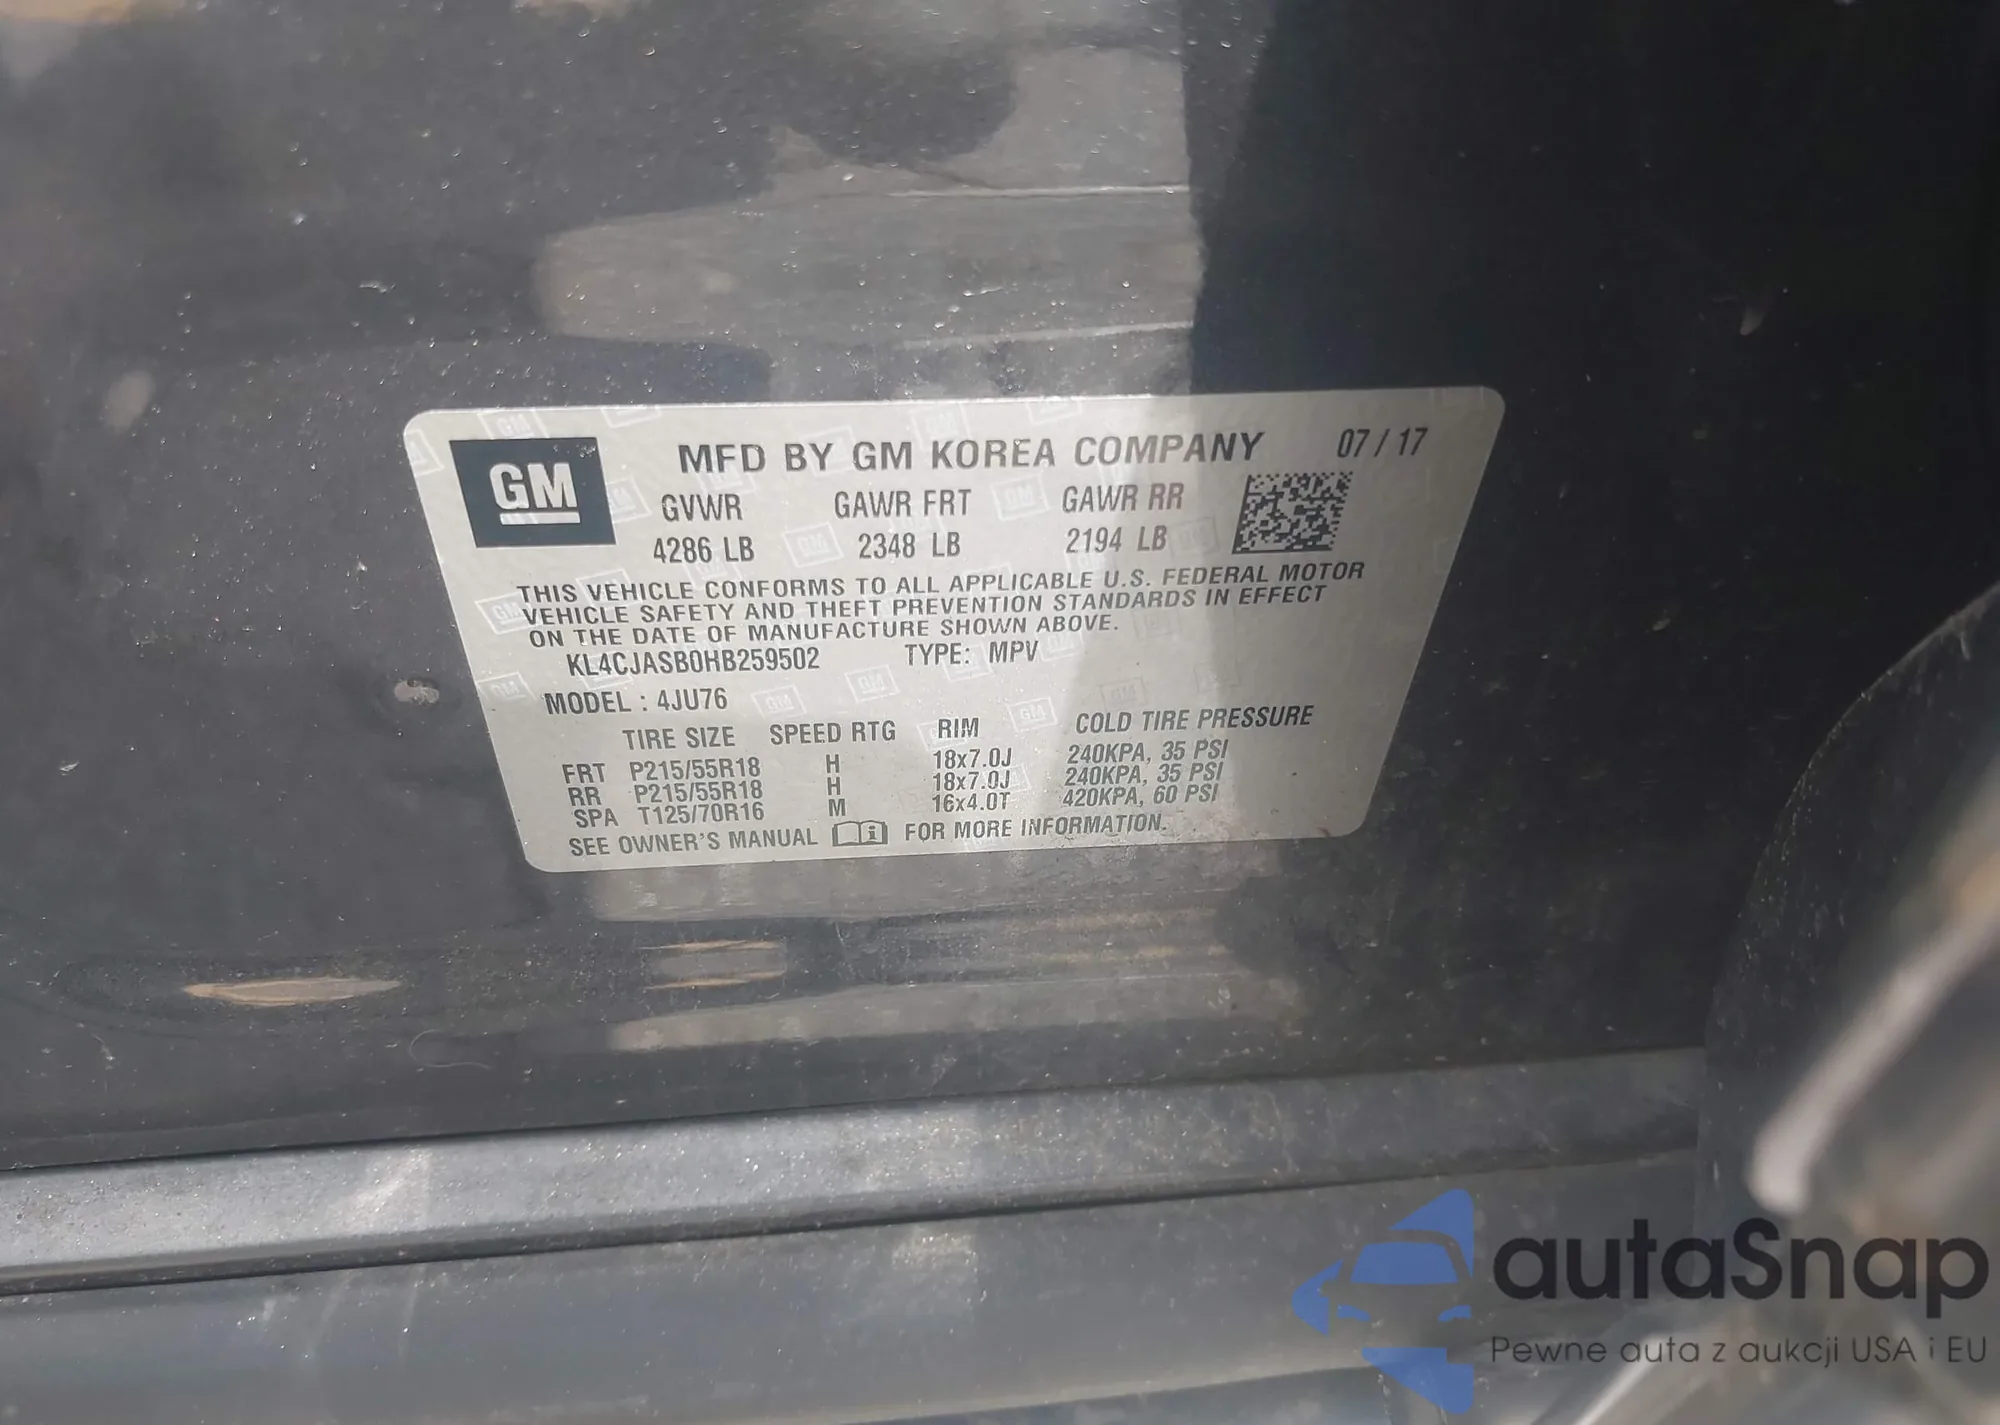 GM
MFD BY GM KOREA COMPANY 07 / 17
GVWR GAWR FRT GAWR RR
4286 LB 2348 LB 2194 LB
THIS VEHICLE CONFORMS TO ALL APPLICABLE U.S. FEDERAL MOTOR
VEHICLE SAFETY AND THEFT PREVENTION STANDARDS IN EFFECT
ON THE DATE OF MANUFACTURE SHOWN ABOVE.
KL4CJASB0HB259502 TYPE: MPV
MODEL : 4JU76
TIRE SIZE SPEED RTG RIM COLD TIRE PRESSURE
FRT P215/55R18 H 18x7.0J 240KPA, 35 PSI
RR P215/55R18 H 18x7.0J 240KPA, 35 PSI
SPA T125/70R16 M 16x4.0T 420KPA, 60 PSI
SEE OWNER'S MANUAL FOR MORE INFORMATION.
autaSnap
Pewne auta z aukcji USA i EU